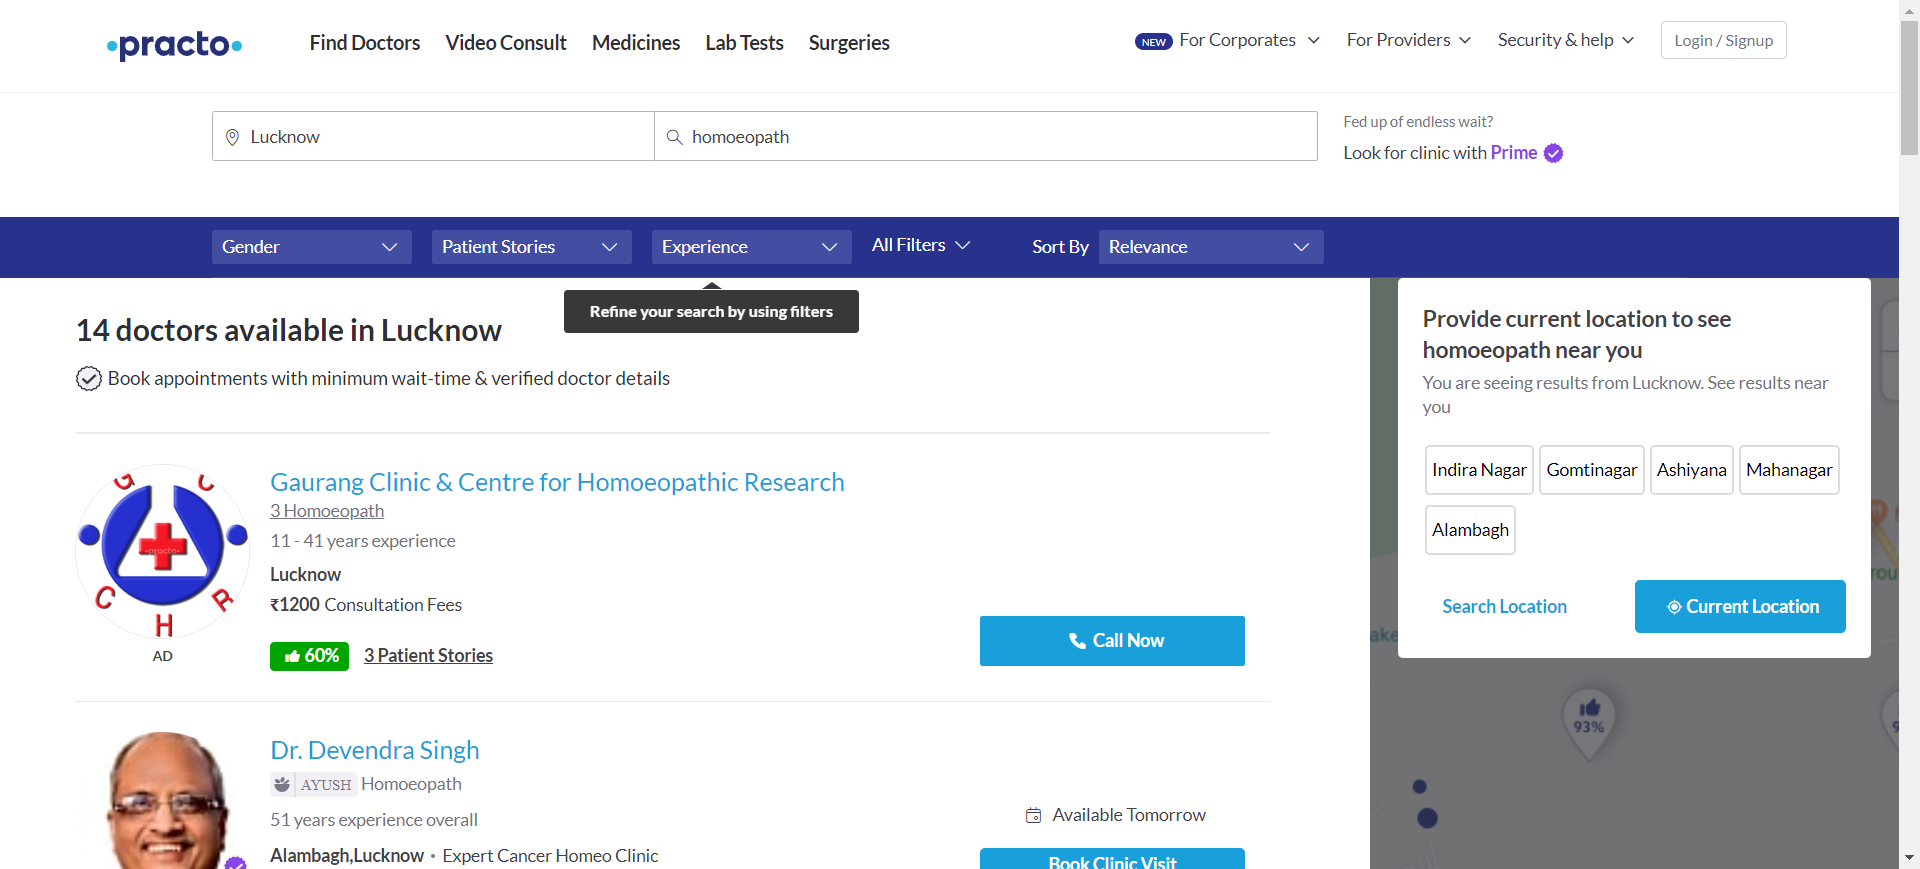 practo
Find Doctors
Video Consult
Medicines
Lab Tests
Surgeries
NEW For Corporates
For Providers
Security & help
Login / Signup
Lucknow
homoeopath
Fed up of endless wait?
Look for clinic with Prime
Gender
Patient Stories
Experience
All Filters
Sort By
Relevance
Refine your search by using filters
14 doctors available in Lucknow
Book appointments with minimum wait-time & verified doctor details
G C
C H R
practo
AD
Gaurang Clinic & Centre for Homoeopathic Research
3 Homoeopath
11 - 41 years experience
Lucknow
₹1200 Consultation Fees
60%
3 Patient Stories
Call Now
Dr. Devendra Singh
AYUSH Homoeopath
51 years experience overall
Alambagh,Lucknow • Expert Cancer Homeo Clinic
Available Tomorrow
Book Clinic Visit
Provide current location to see
homoeopath near you
You are seeing results from Lucknow. See results near
you
Indira Nagar
Gomtinagar
Ashiyana
Mahanagar
Alambagh
Search Location
Current Location
93%